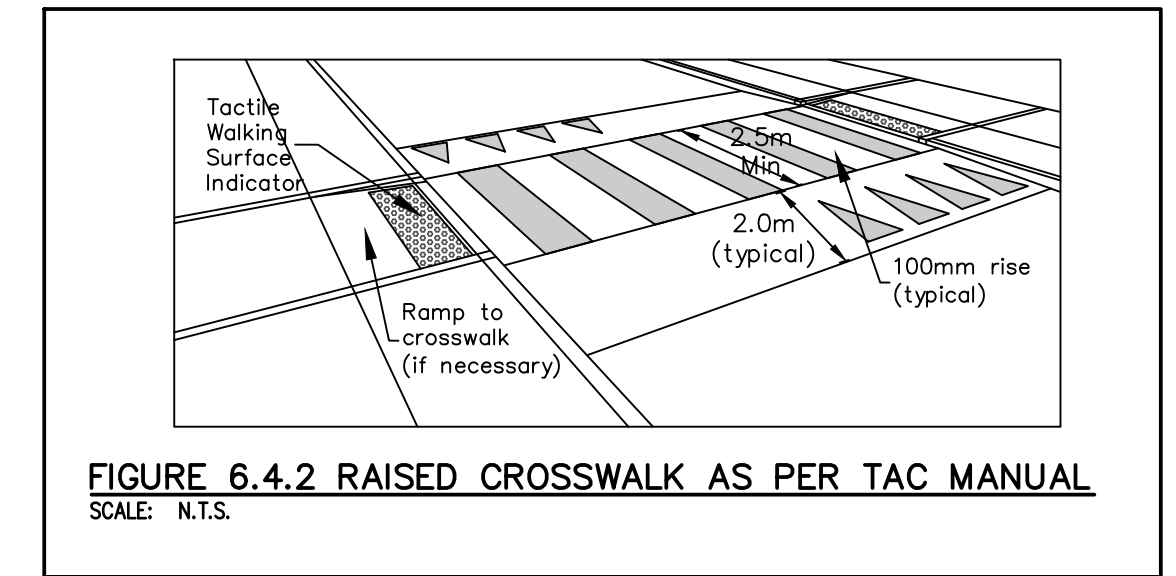 Tactile
Walking
Surface
Indicator
2.5m
Min
2.0m
(typical)
100mm rise
(typical)
Ramp to
crosswalk
(if necessary)
FIGURE 6.4.2 RAISED CROSSWALK AS PER TAC MANUAL
SCALE: N.T.S.